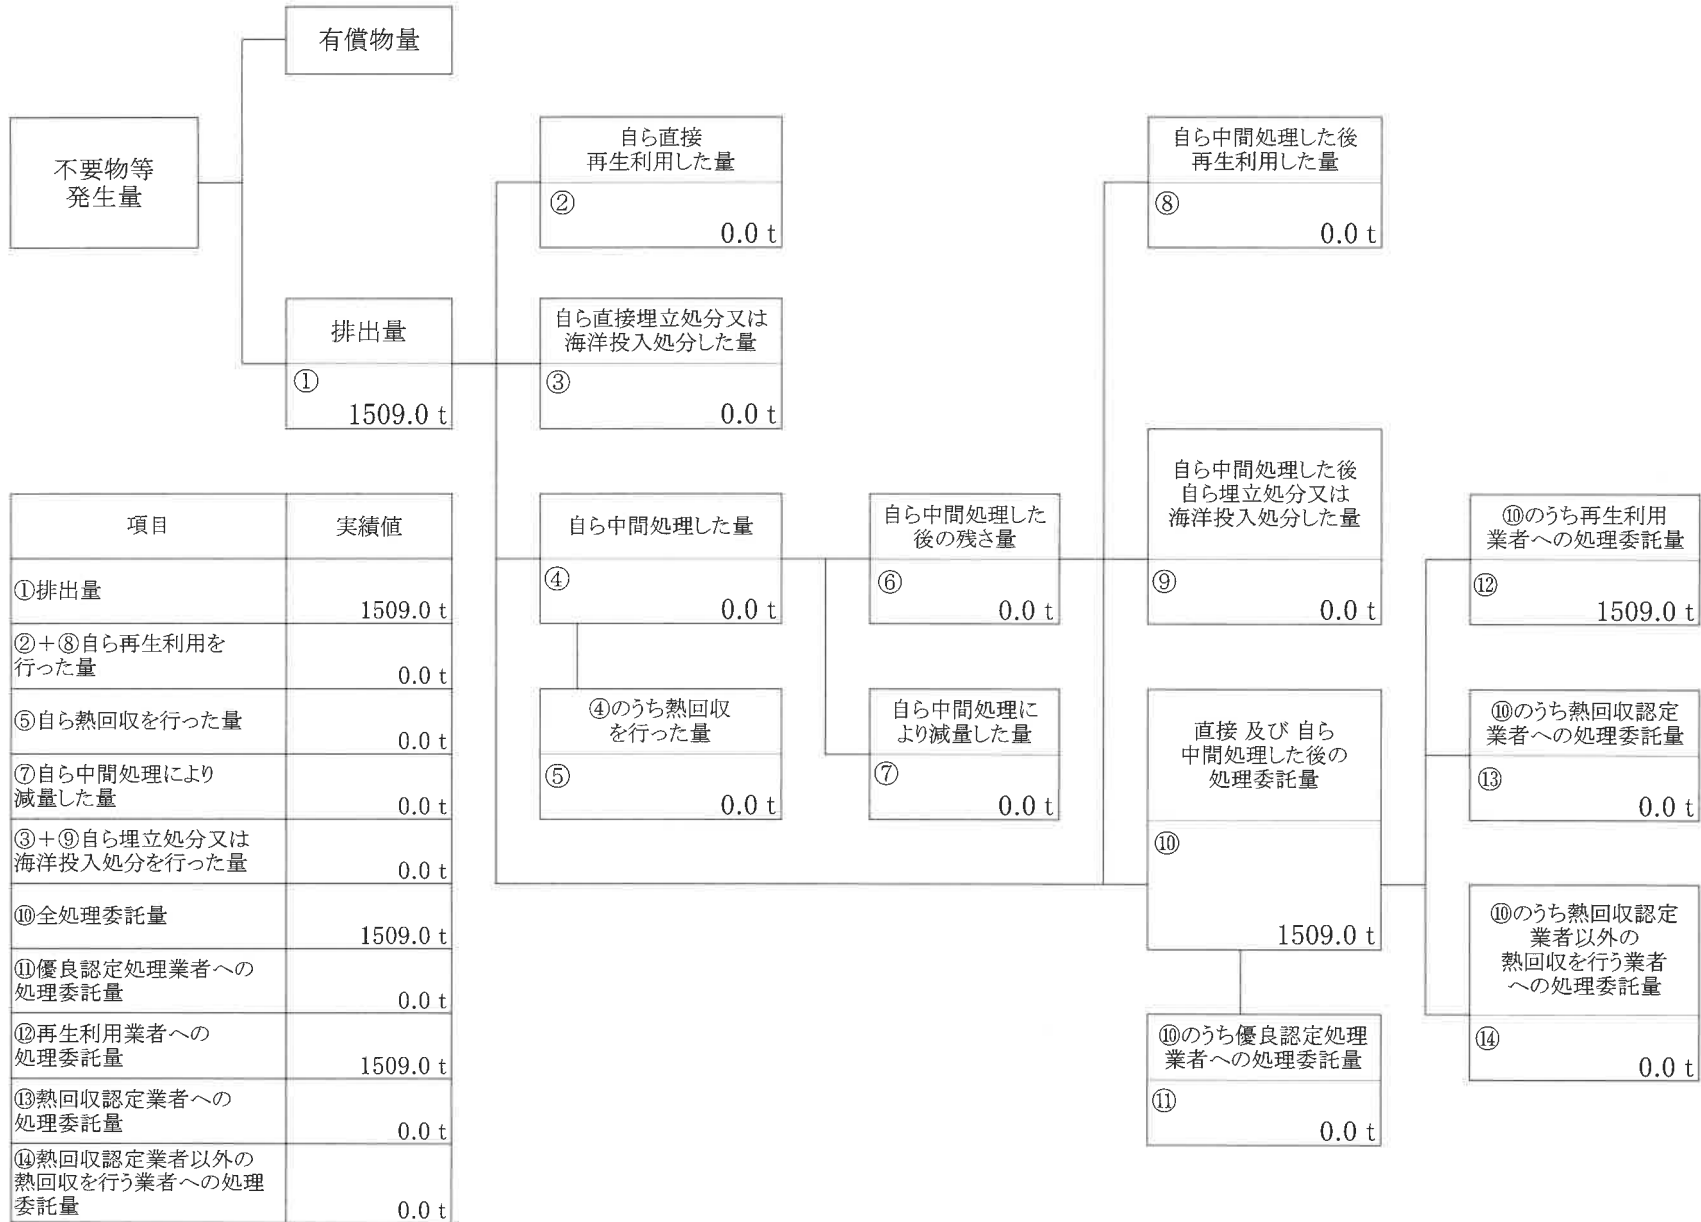 有償物量
不要物等
発生量
自ら直接
再生利用した量
②
0.0 t
自ら中間処理した後
再生利用した量
⑧
0.0 t
排出量
①
1509.0 t
自ら直接埋立処分又は
海洋投入処分した量
③
0.0 t
自ら中間処理した量
④
0.0 t
自ら中間処理した
後の残さ量
⑥
0.0 t
自ら中間処理した後
自ら埋立処分又は
海洋投入処分した量
⑨
0.0 t
⑩のうち再生利用
業者への処理委託量
⑫
1509.0 t
④のうち熱回収
を行った量
⑤
0.0 t
自ら中間処理に
より減量した量
⑦
0.0 t
直接 及び 自ら
中間処理した後の
処理委託量
⑩
1509.0 t
⑩のうち熱回収認定
業者への処理委託量
⑬
0.0 t
⑩のうち熱回収認定
業者以外の
熱回収を行う業者
への処理委託量
⑭
0.0 t
⑩のうち優良認定処理
業者への処理委託量
⑪
0.0 t
項目 実績値
①排出量
1509.0 t
②+⑧自ら再生利用を
行った量
0.0 t
⑤自ら熱回収を行った量
0.0 t
⑦自ら中間処理により
減量した量
0.0 t
③+⑨自ら埋立処分又は
海洋投入処分を行った量
0.0 t
⑩全処理委託量
1509.0 t
⑪優良認定処理業者への
処理委託量
0.0 t
⑫再生利用業者への
処理委託量
1509.0 t
⑬熱回収認定業者への
処理委託量
0.0 t
⑭熱回収認定業者以外の
熱回収を行う業者への処理
委託量
0.0 t